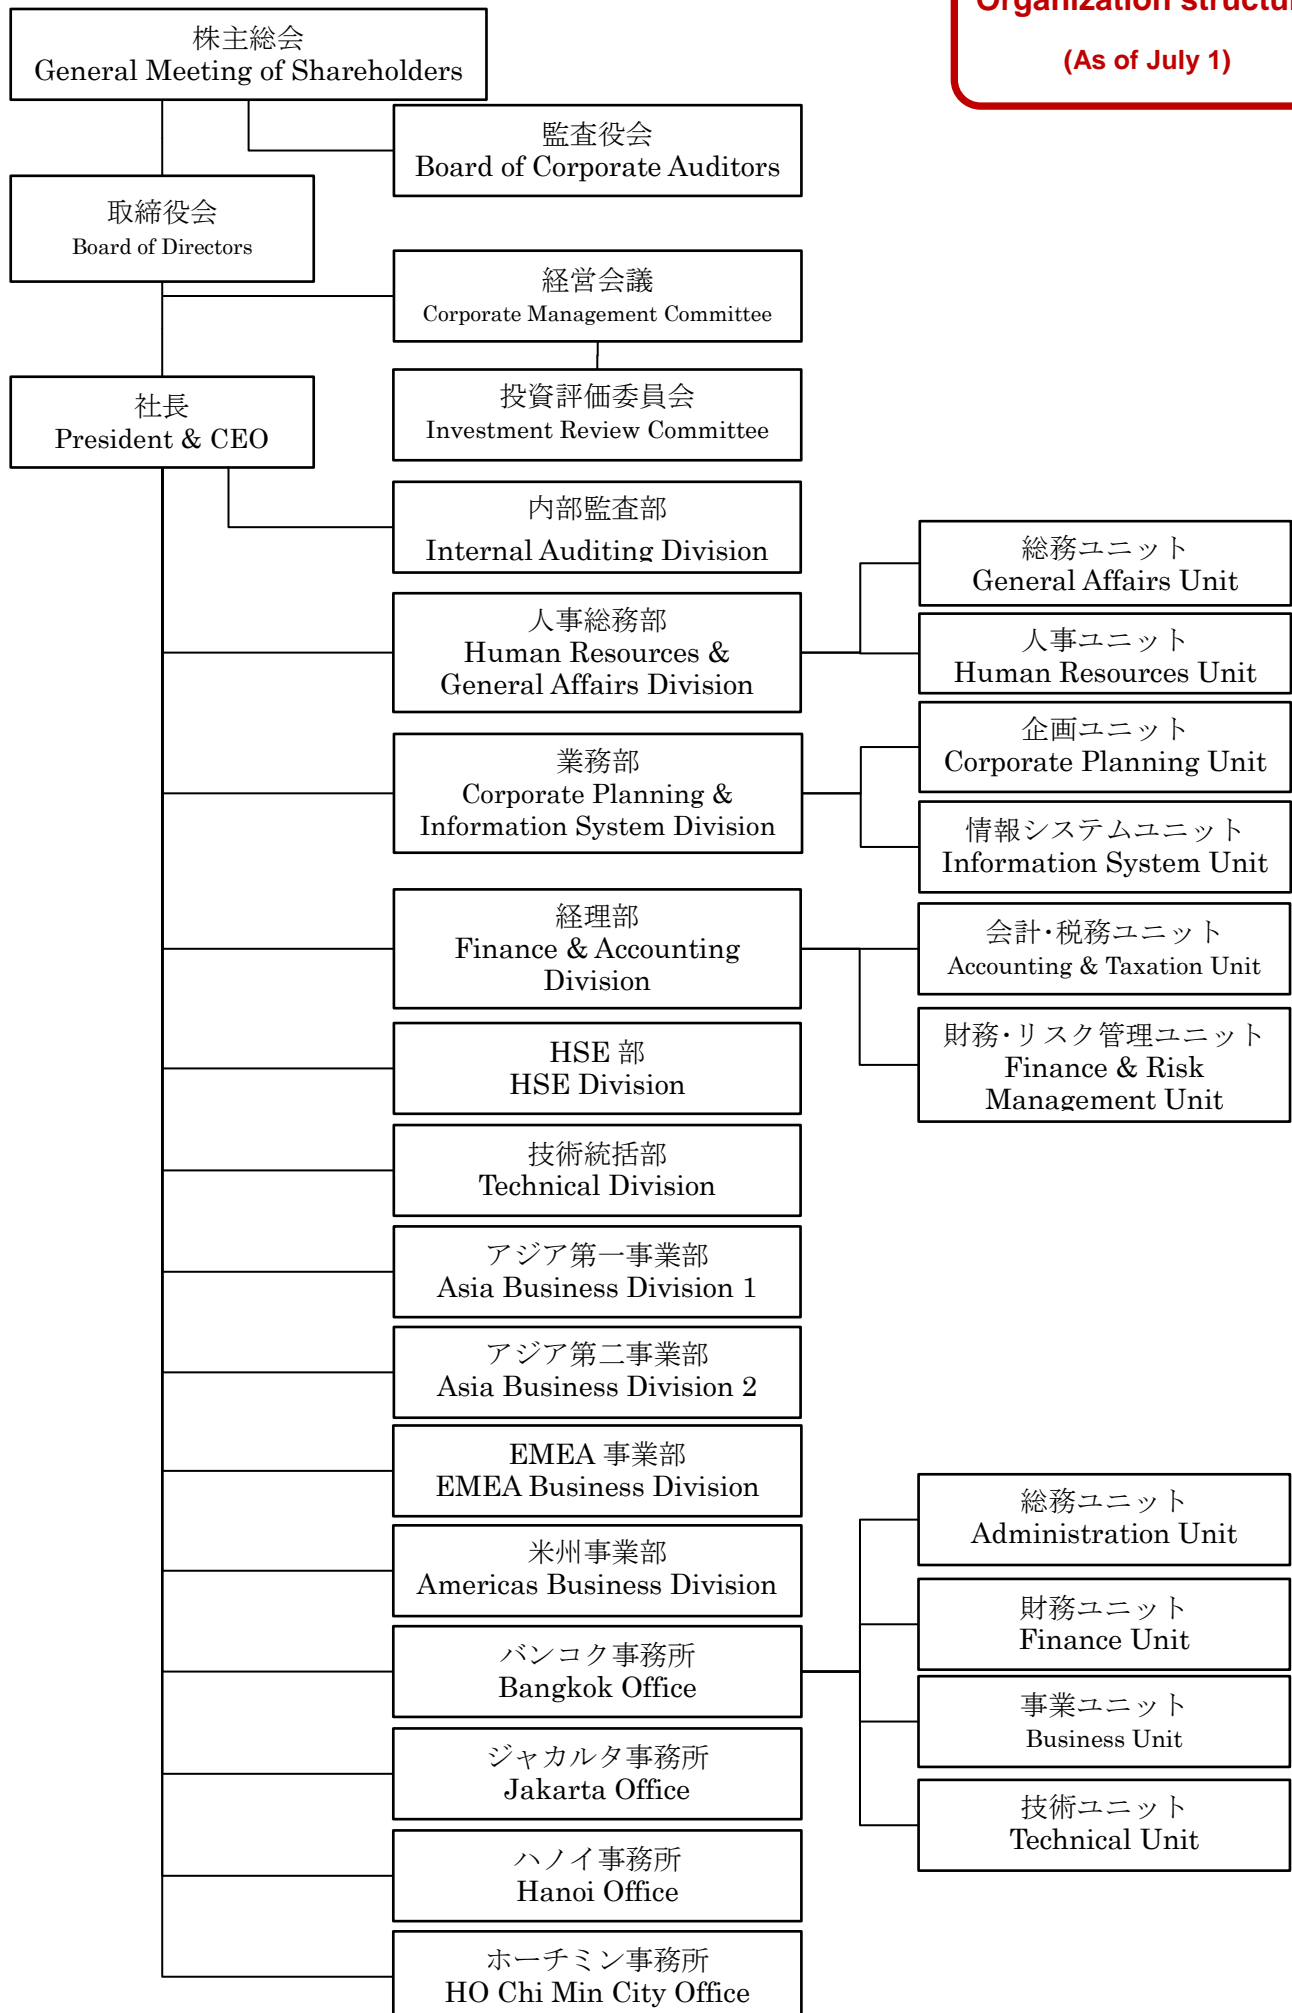 Organization structur
(As of July 1)
株主総会
General Meeting of Shareholders
監査役会
Board of Corporate Auditors
取締役会
Board of Directors
経営会議
Corporate Management Committee
投資評価委員会
Investment Review Committee
社長
President & CEO
内部監査部
Internal Auditing Division
人事総務部
Human Resources &
General Affairs Division
総務ユニット
General Affairs Unit
人事ユニット
Human Resources Unit
業務部
Corporate Planning &
Information System Division
企画ユニット
Corporate Planning Unit
情報システムユニット
Information System Unit
経理部
Finance & Accounting
Division
会計･税務ユニット
Accounting & Taxation Unit
財務･リスク管理ユニット
Finance & Risk
Management Unit
HSE 部
HSE Division
技術統括部
Technical Division
アジア第一事業部
Asia Business Division 1
アジア第二事業部
Asia Business Division 2
EMEA 事業部
EMEA Business Division
米州事業部
Americas Business Division
バンコク事務所
Bangkok Office
総務ユニット
Administration Unit
財務ユニット
Finance Unit
事業ユニット
Business Unit
技術ユニット
Technical Unit
ジャカルタ事務所
Jakarta Office
ハノイ事務所
Hanoi Office
ホーチミン事務所
HO Chi Min City Office